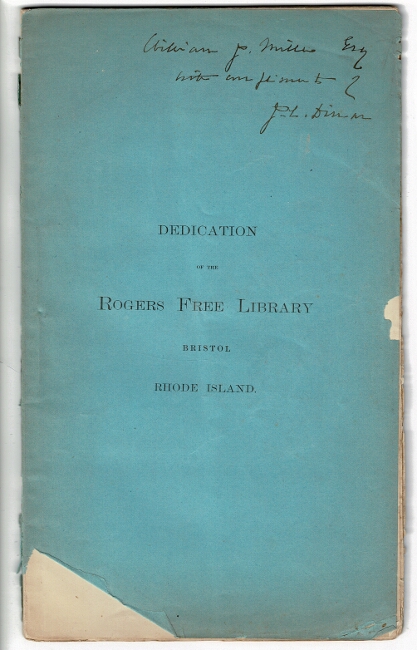 William J. Miller Esq
with compliments of
J. L. Diman
DEDICATION
OF THE
ROGERS FREE LIBRARY
BRISTOL
RHODE ISLAND.